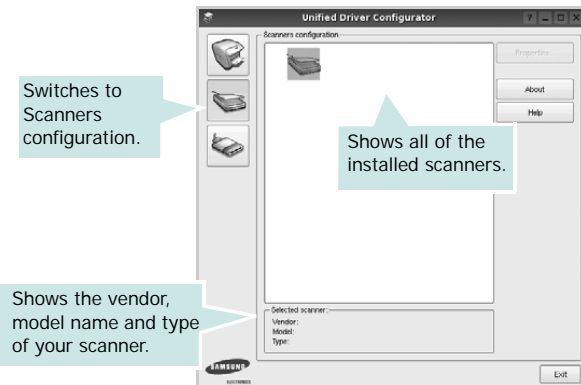 Unified Driver Configurator
Scanners configuration
Properties...
About
Help
Switches to
Scanners
configuration.
Shows all of the
installed scanners.
Shows the vendor,
model name and type
of your scanner.
Selected scanner:
Vendor:
Model:
Type:
SAMSUNG
ELECTRONICS
Exit